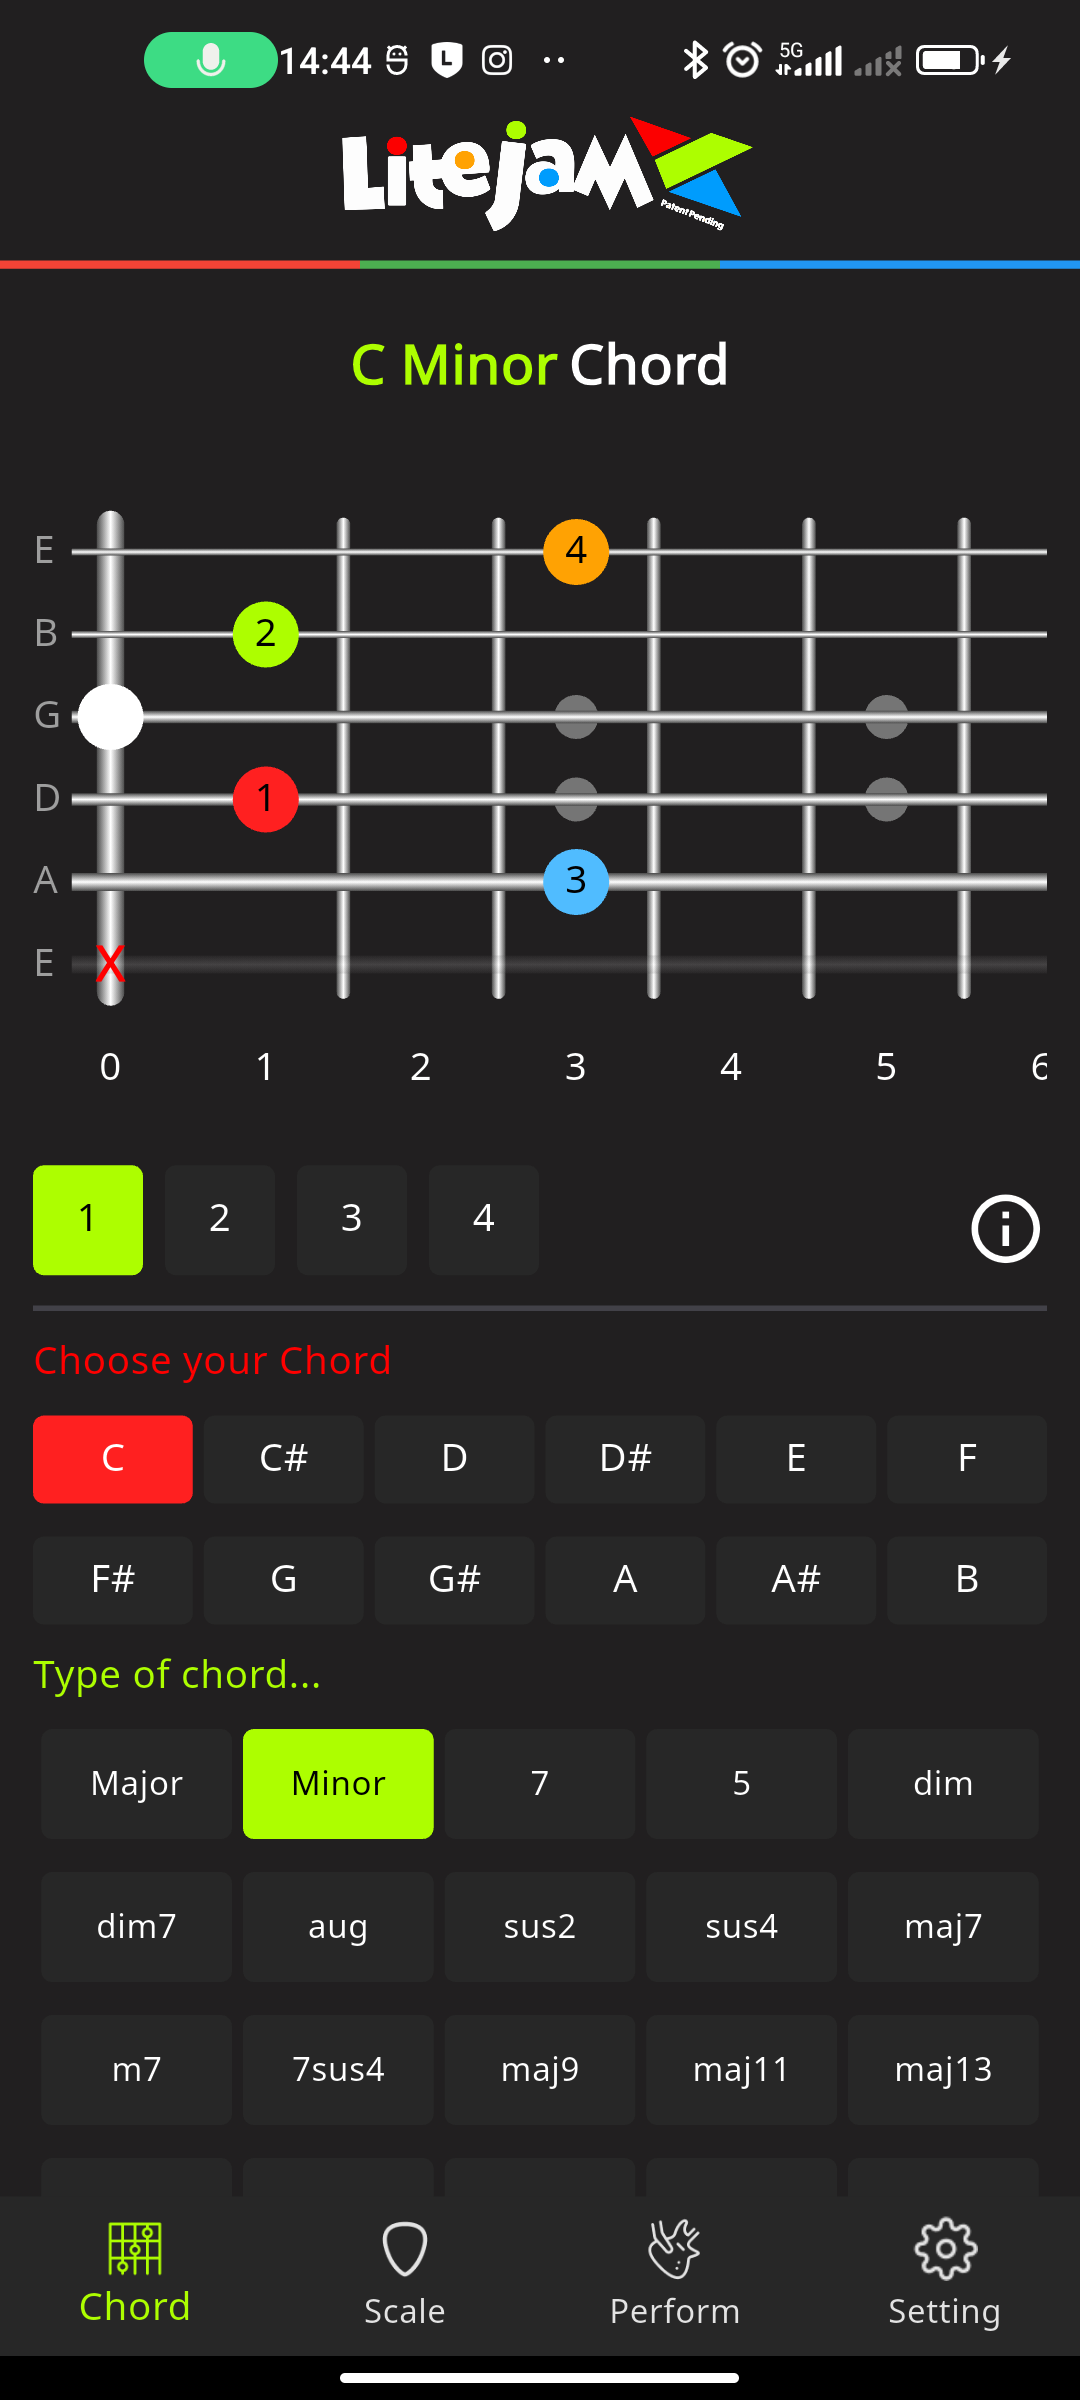 14:44
5G
Litejam
Patent Pending
C Minor Chord
E
4
B
2
G
D
1
A
3
E
X
0 1 2 3 4 5 6
1 2 3 4
Choose your Chord
C C# D D# E F
F# G G# A A# B
Type of chord...
Major Minor 7 5 dim
dim7 aug sus2 sus4 maj7
m7 7sus4 maj9 maj11 maj13
Chord Scale Perform Setting